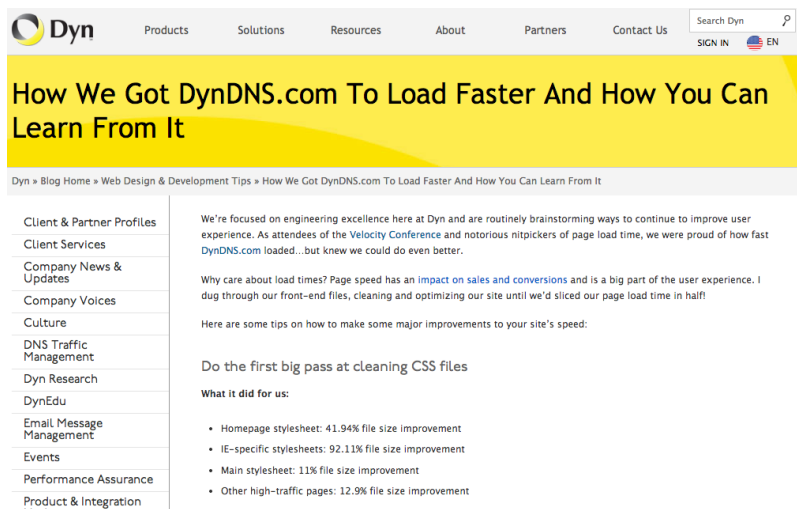 Dyn
Products
Solutions
Resources
About
Partners
Contact Us
Search Dyn
SIGN IN
EN
How We Got DynDNS.com To Load Faster And How You Can
Learn From It
Dyn » Blog Home » Web Design & Development Tips » How We Got DynDNS.com To Load Faster And How You Can Learn From It
Client & Partner Profiles
Client Services
Company News &
Updates
Company Voices
Culture
DNS Traffic
Management
Dyn Research
DynEdu
Email Message
Management
Events
Performance Assurance
Product & Integration
We're focused on engineering excellence here at Dyn and are routinely brainstorming ways to continue to improve user
experience. As attendees of the Velocity Conference and notorious nitpickers of page load time, we were proud of how fast
DynDNS.com loaded...but knew we could do even better.
Why care about load times? Page speed has an impact on sales and conversions and is a big part of the user experience. I
dug through our front-end files, cleaning and optimizing our site until we'd sliced our page load time in half!
Here are some tips on how to make some major improvements to your site's speed:
Do the first big pass at cleaning CSS files
What it did for us:
• Homepage stylesheet: 41.94% file size improvement
• IE-specific stylesheets: 92.11% file size improvement
• Main stylesheet: 11% file size improvement
• Other high-traffic pages: 12.9% file size improvement